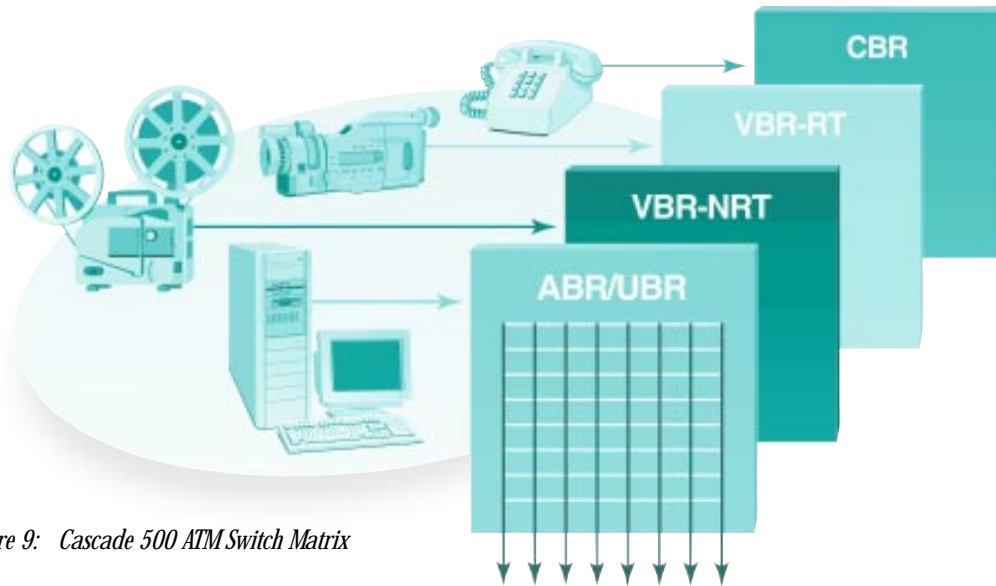 CBR
VBR-RT
VBR-NRT
ABR/UBR
re 9: Cascade 500 ATM Switch Matrix